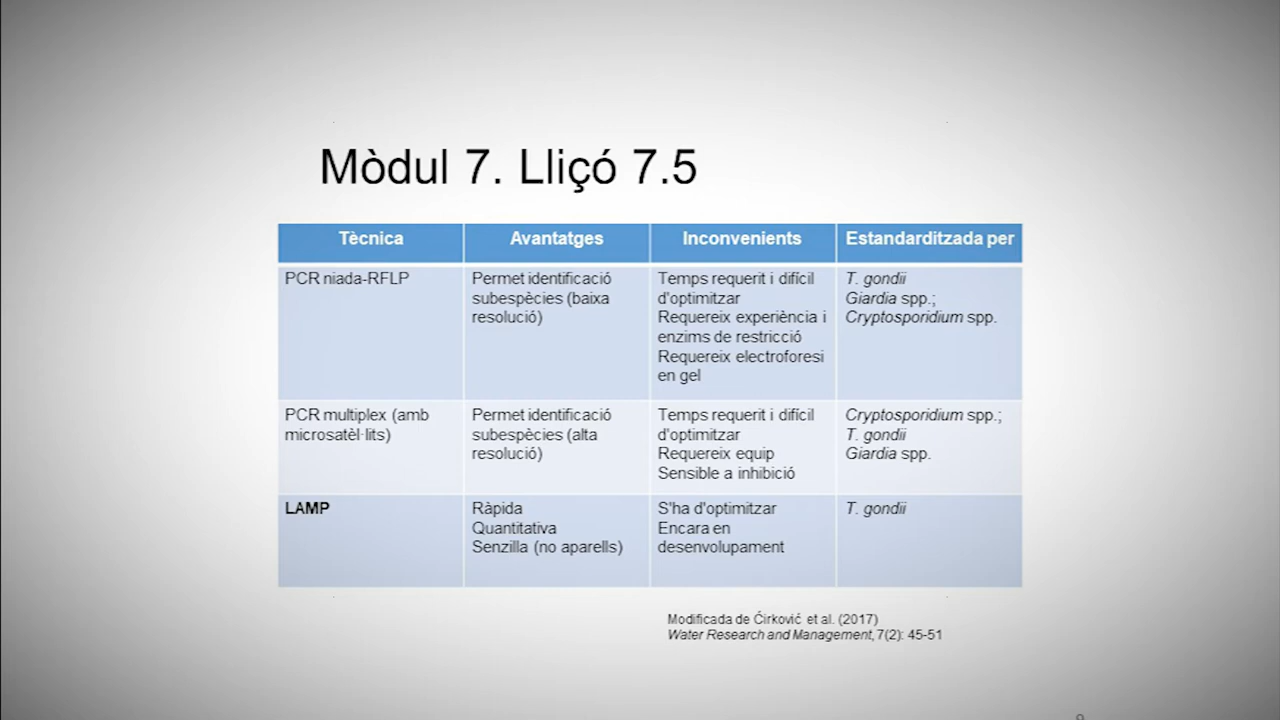 Mòdul 7. Lliçó 7.5
Tècnica
Avantatges
Inconvenients
Estandarditzada per
PCR niada-RFLP
Permet identificació
subespècies (baixa
resolució)
Temps requerit i difícil
d'optimitzar
Requereix experiència i
enzims de restricció
Requereix electroforesi
en gel
T. gondii
Giardia spp.;
Cryptosporidium spp.
PCR multiplex (amb
microsatèl·lits)
Permet identificació
subespècies (alta
resolució)
Temps requerit i difícil
d'optimitzar
Requereix equip
Sensible a inhibició
Cryptosporidium spp.;
T. gondii
Giardia spp.
LAMP
Ràpida
Quantitativa
Senzilla (no aparells)
S'ha d'optimitzar
Encara en
desenvolupament
T. gondii
Modificada de Ćirković et al. (2017)
Water Research and Management, 7(2): 45-51